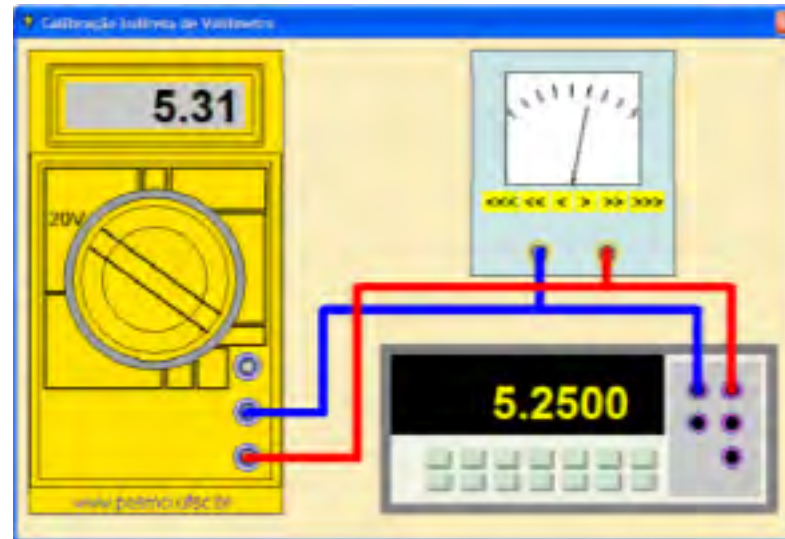 Calibração Indireta de Voltímetro
5.31
20V
<<< << < > >> >>>
5.2500